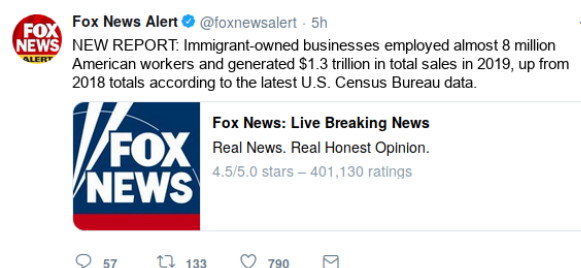 FOX
NEWS
ALERT
Fox News Alert @foxnewsalert · 5h
NEW REPORT: Immigrant-owned businesses employed almost 8 million
American workers and generated $1.3 trillion in total sales in 2019, up from
2018 totals according to the latest U.S. Census Bureau data.
FOX
NEWS
Fox News: Live Breaking News
Real News. Real Honest Opinion.
4.5/5.0 stars – 401,130 ratings
57 133 790